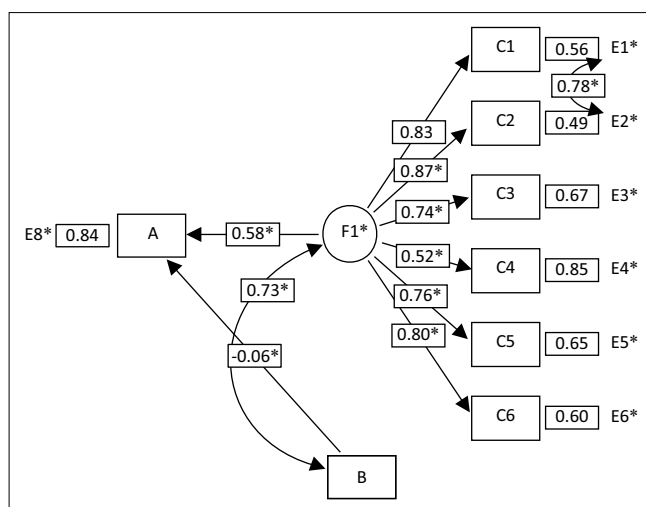 C1 0.56 E1*
0.78*
C2 0.49 E2*
0.83
0.87*
C3 0.67 E3*
0.74*
E8* 0.84 A 0.58* F1*
0.52* C4 0.85 E4*
0.73* 0.76*
0.80* C5 0.65 E5*
-0.06*
C6 0.60 E6*
B